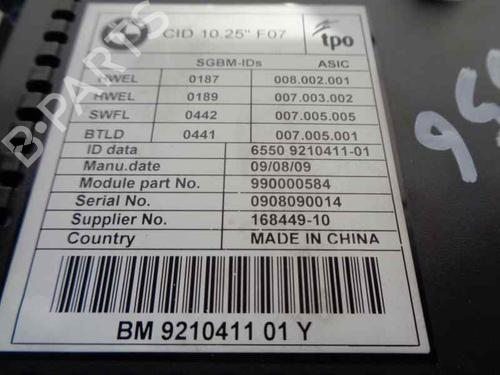 CID 10.25" F07
tpo
SGBM-IDs ASIC
HWEL 0187 008.002.001
HWEL 0189 007.003.002
SWFL 0442 007.005.005
BTLD 0441 007.005.001
ID data 6550 9210411-01
Manu.date 09/08/09
Module part No. 990000584
Serial No. 0908090014
Supplier No. 168449-10
Country MADE IN CHINA
BM 9210411 01 Y
B-PARTS